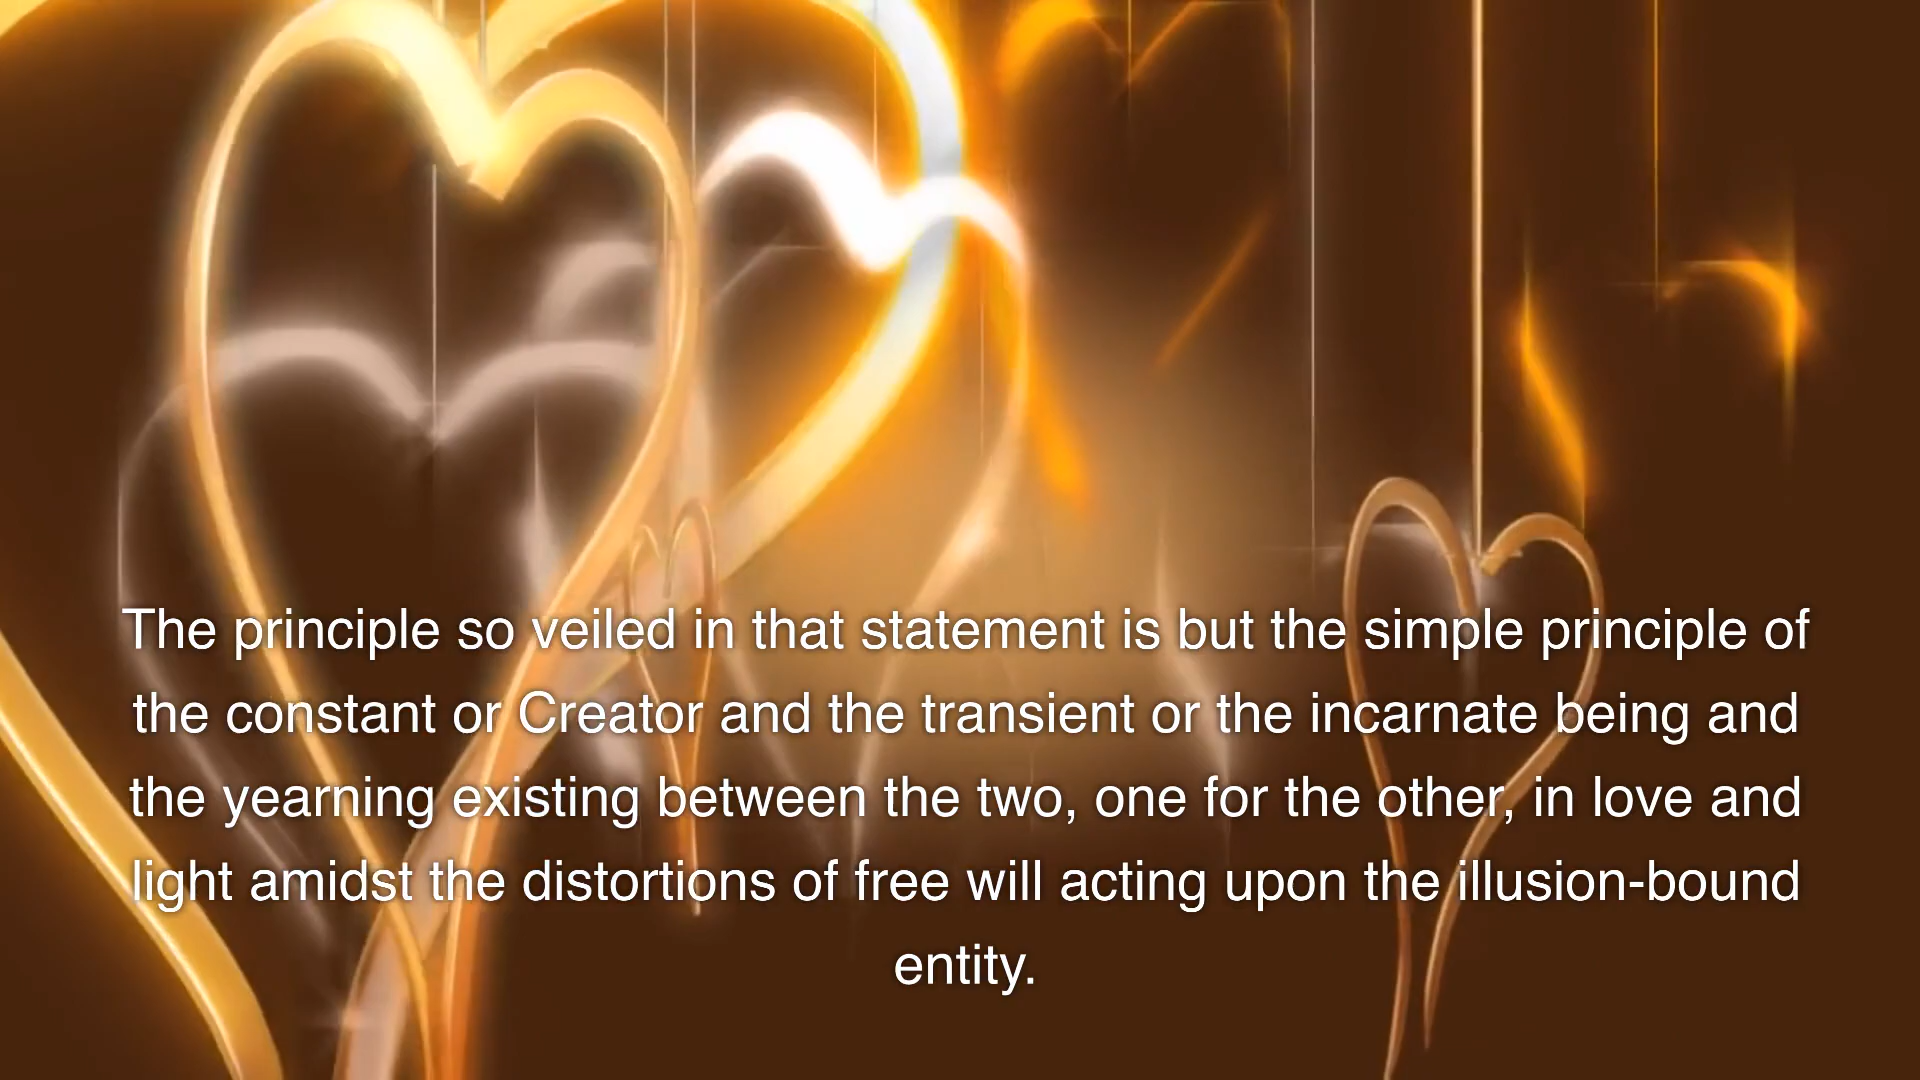 The principle so veiled in that statement is but the simple principle of
the constant or Creator and the transient or the incarnate being and
the yearning existing between the two, one for the other, in love and
light amidst the distortions of free will acting upon the illusion-bound
entity.